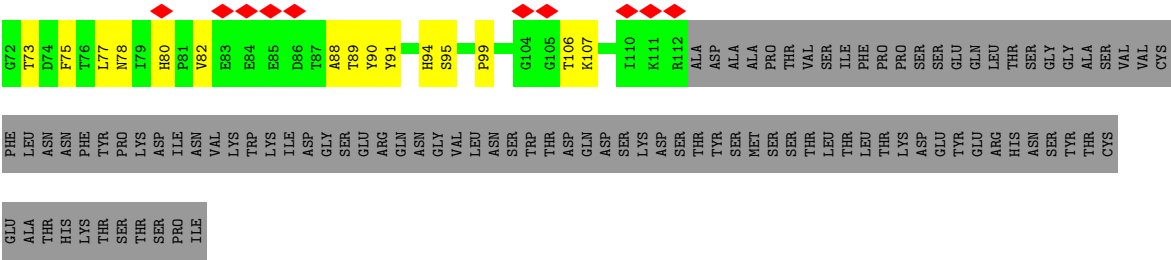 G72 T73 D74 F75 T76 L77 N78 I79 H80 P81 V82 E83 E84 E85 D86 T87 A88 T89 Y90 Y91 H94 S95 P99 G104 G105 T106 K107 I110 K111 R112 ALA ASP ALA ALA PRO THR VAL SER ILE PHE PRO PRO SER SER GLU GLN LEU THR SER GLY GLY ALA SER VAL VAL CYS
PHE LEU ASN ASN PHE TYR PRO LYS ASP ILE ASN VAL LYS TRP LYS ILE ASP GLY SER GLU ARG GLN ASN GLY VAL LEU ASN SER TRP THR ASP GLN ASP SER LYS ASP SER THR TYR SER MET SER SER THR LEU THR LEU THR LYS ASP GLU TYR GLU ARG HIS ASN SER TYR THR CYS
GLU ALA THR HIS LYS THR SER THR SER PRO ILE